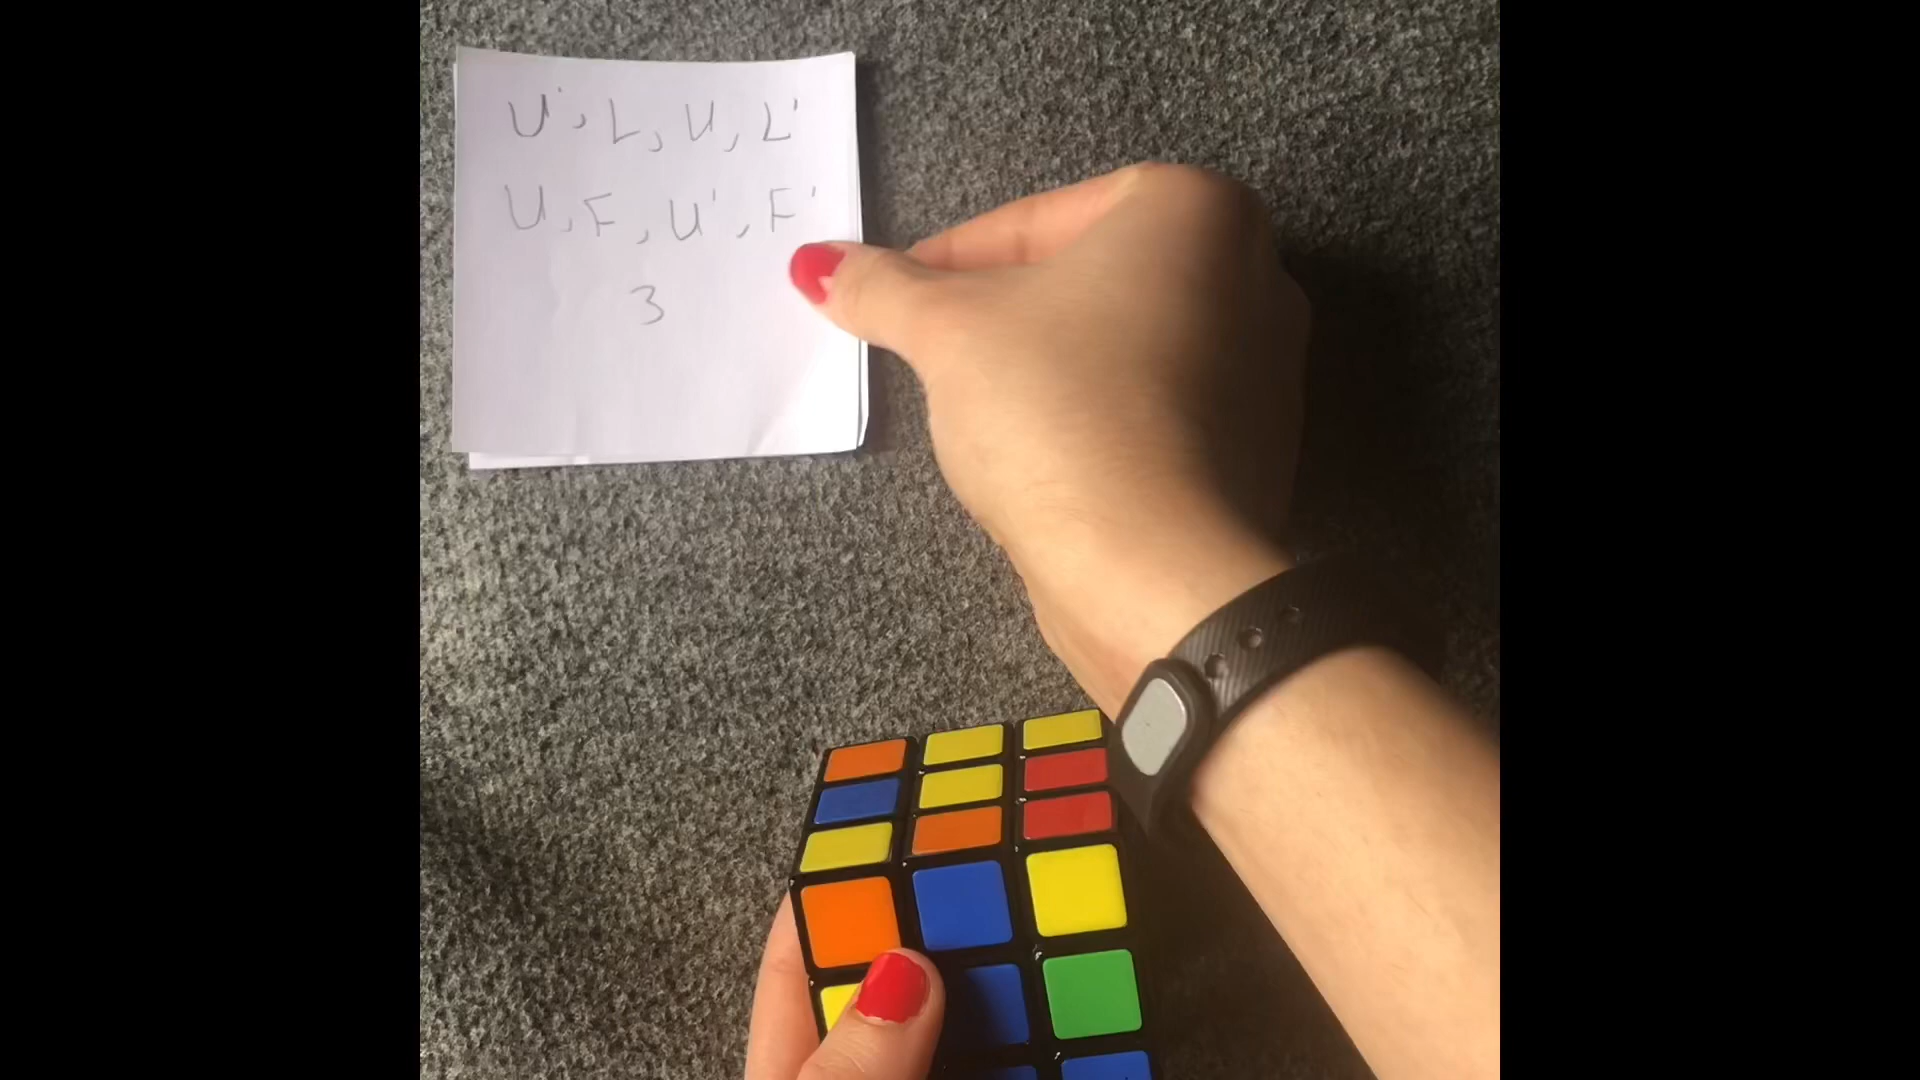 U', L, U, L'
U, F, U', F'
3